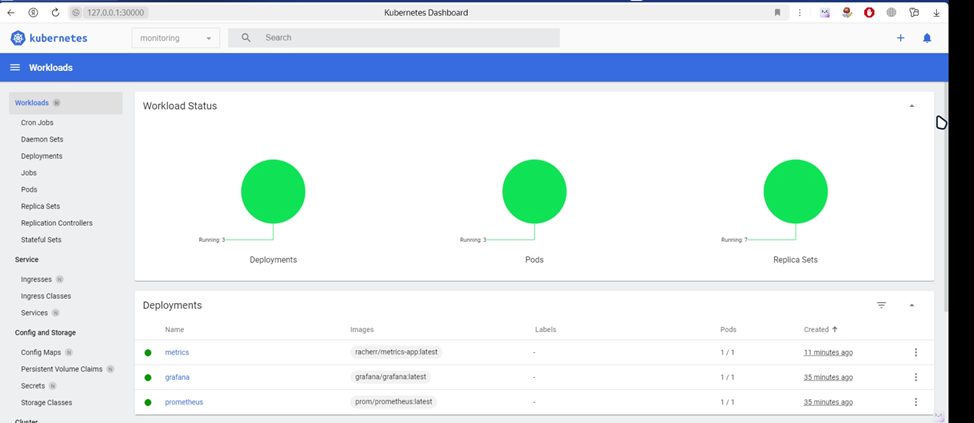 127.0.0.1:30000
Kubernetes Dashboard
kubernetes
monitoring
Search
Workloads
Workloads N
Cron Jobs
Daemon Sets
Deployments
Jobs
Pods
Replica Sets
Replication Controllers
Stateful Sets
Service
Ingresses N
Ingress Classes
Services N
Config and Storage
Config Maps N
Persistent Volume Claims N
Secrets N
Storage Classes
Cluster
Workload Status
Running: 3
Deployments
Running: 3
Pods
Running: 7
Replica Sets
Deployments
Name Images Labels Pods Created
metrics racherr/metrics-app:latest - 1 / 1 11 minutes ago
grafana grafana/grafana:latest - 1 / 1 35 minutes ago
prometheus prom/prometheus:latest - 1 / 1 35 minutes ago